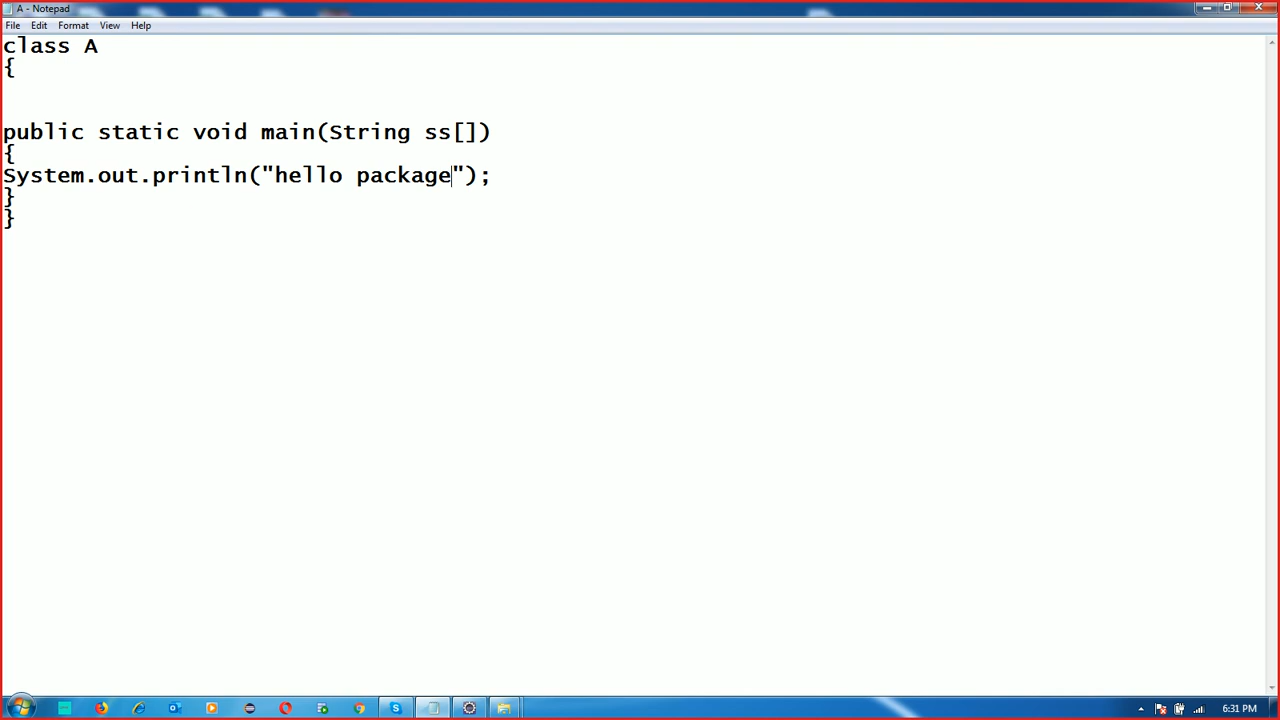 A - Notepad
File Edit Format View Help
class A
{
public static void main(String ss[])
{
System.out.println("hello package");
}
}
6:31 PM